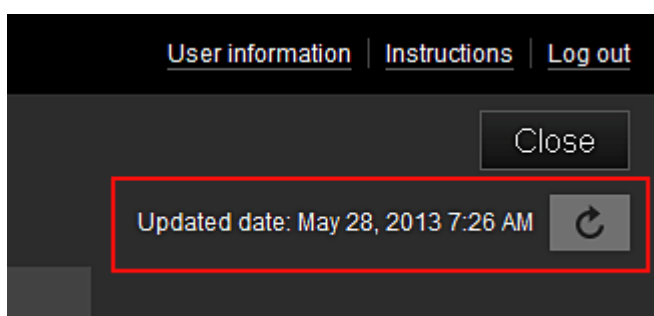 User information | Instructions | Log out
Close
Updated date: May 28, 2013 7:26 AM